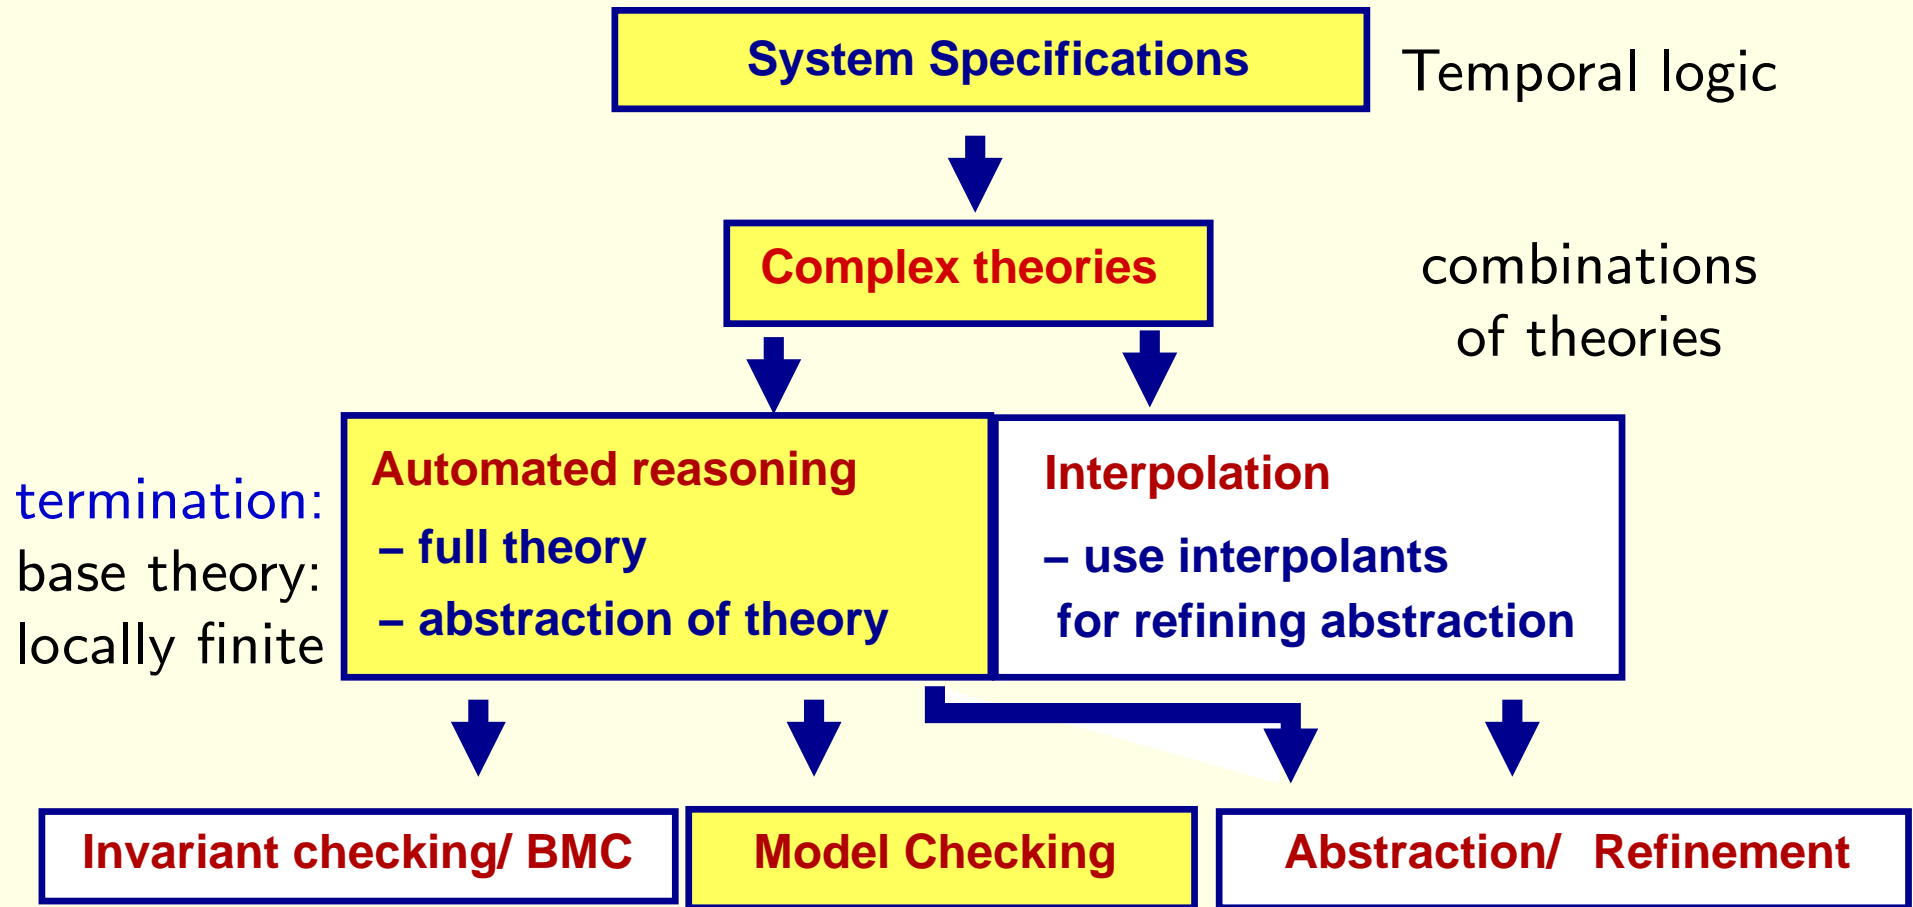 System Specifications
Temporal logic
Complex theories
combinations
of theories
termination:
base theory:
locally finite
Automated reasoning
– full theory
– abstraction of theory
Interpolation
– use interpolants
for refining abstraction
Invariant checking/ BMC
Model Checking
Abstraction/ Refinement